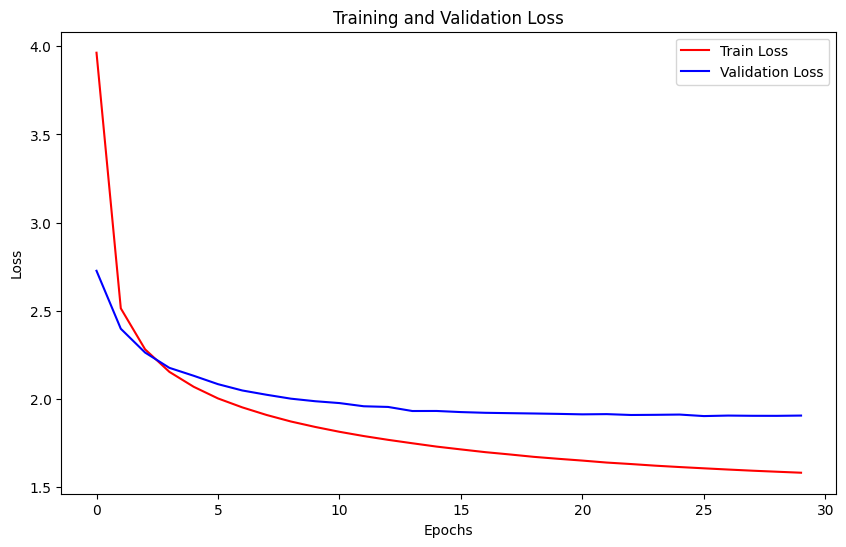 Training and Validation Loss
Train Loss
Validation Loss
4.0
3.5
3.0
2.5
2.0
1.5
Loss
0 5 10 15 20 25 30
Epochs